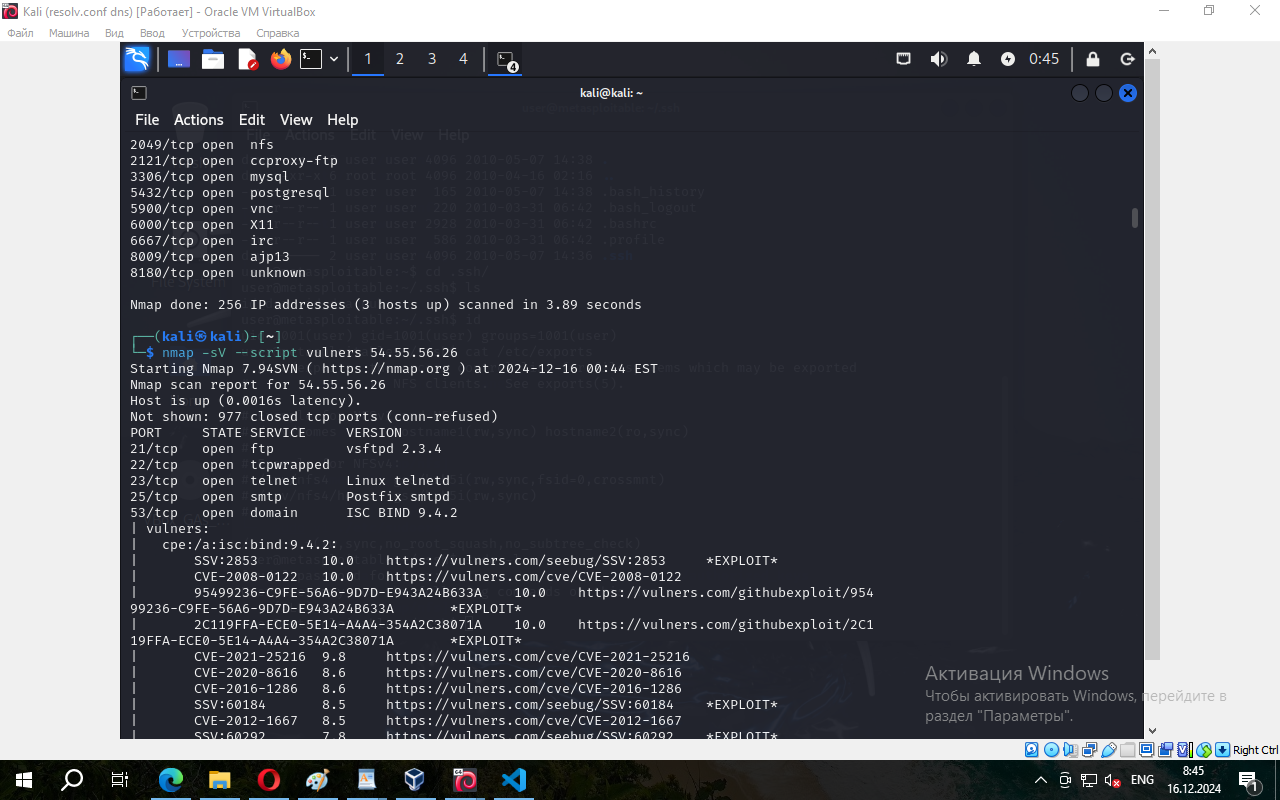 Kali (resolv.conf dns) [Работает] - Oracle VM VirtualBox
Файл Машина Вид Ввод Устройства Справка
1 2 3 4 4 0:45
kali@kali: ~
File Actions Edit View Help
2049/tcp open nfs
2121/tcp open ccproxy-ftp
3306/tcp open mysql
5432/tcp open postgresql
5900/tcp open vnc
6000/tcp open X11
6667/tcp open irc
8009/tcp open ajp13
8180/tcp open unknown
Nmap done: 256 IP addresses (3 hosts up) scanned in 3.89 seconds
┌──(kali㉿kali)-[~]
└─$ nmap -sV --script vulners 54.55.56.26
Starting Nmap 7.94SVN ( https://nmap.org ) at 2024-12-16 00:44 EST
Nmap scan report for 54.55.56.26
Host is up (0.0016s latency).
Not shown: 977 closed tcp ports (conn-refused)
PORT STATE SERVICE VERSION
21/tcp open ftp vsftpd 2.3.4
22/tcp open tcpwrapped
23/tcp open telnet Linux telnetd
25/tcp open smtp Postfix smtpd
53/tcp open domain ISC BIND 9.4.2
| vulners:
| cpe:/a:isc:bind:9.4.2:
| SSV:2853 10.0 https://vulners.com/seebug/SSV:2853 *EXPLOIT*
| CVE-2008-0122 10.0 https://vulners.com/cve/CVE-2008-0122
| 95499236-C9FE-56A6-9D7D-E943A24B633A 10.0 https://vulners.com/githubexploit/954
99236-C9FE-56A6-9D7D-E943A24B633A *EXPLOIT*
| 2C119FFA-ECE0-5E14-A4A4-354A2C38071A 10.0 https://vulners.com/githubexploit/2C1
19FFA-ECE0-5E14-A4A4-354A2C38071A *EXPLOIT*
| CVE-2021-25216 9.8 https://vulners.com/cve/CVE-2021-25216
| CVE-2020-8616 8.6 https://vulners.com/cve/CVE-2020-8616
| CVE-2016-1286 8.6 https://vulners.com/cve/CVE-2016-1286
| SSV:60184 8.5 https://vulners.com/seebug/SSV:60184 *EXPLOIT*
| CVE-2012-1667 8.5 https://vulners.com/cve/CVE-2012-1667
| SSV:60292 7.8 https://vulners.com/seebug/SSV:60292 *EXPLOIT*
Активация Windows
Чтобы активировать Windows, перейдите в
раздел "Параметры".
Right Ctrl
ENG
8:45
16.12.2024
1